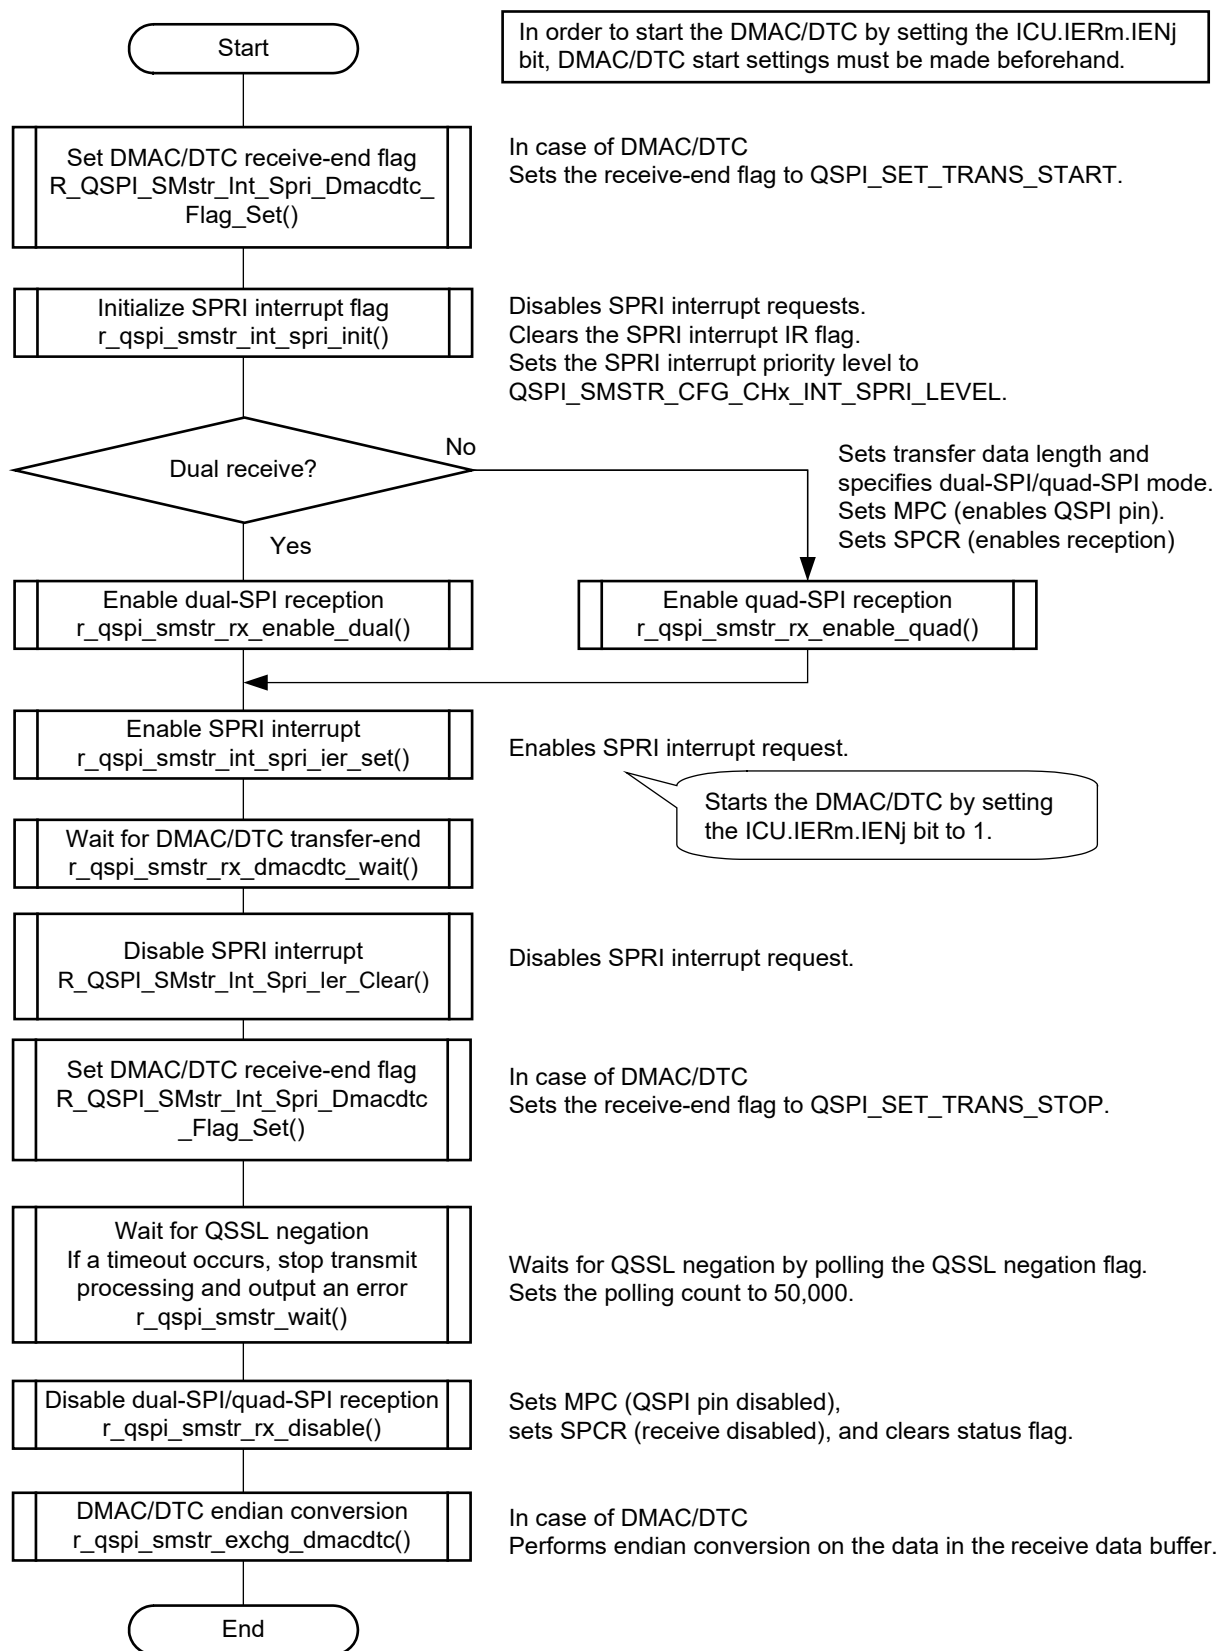 Start
In order to start the DMAC/DTC by setting the ICU.IERm.IENj
bit, DMAC/DTC start settings must be made beforehand.
Set DMAC/DTC receive-end flag
R_QSPI_SMstr_Int_Spri_Dmacdtc_
Flag_Set()
In case of DMAC/DTC
Sets the receive-end flag to QSPI_SET_TRANS_START.
Initialize SPRI interrupt flag
r_qspi_smstr_int_spri_init()
Disables SPRI interrupt requests.
Clears the SPRI interrupt IR flag.
Sets the SPRI interrupt priority level to
QSPI_SMSTR_CFG_CHx_INT_SPRI_LEVEL.
Dual receive?
No
Yes
Sets transfer data length and
specifies dual-SPI/quad-SPI mode.
Sets MPC (enables QSPI pin).
Sets SPCR (enables reception)
Enable dual-SPI reception
r_qspi_smstr_rx_enable_dual()
Enable quad-SPI reception
r_qspi_smstr_rx_enable_quad()
Enable SPRI interrupt
r_qspi_smstr_int_spri_ier_set()
Enables SPRI interrupt request.
Starts the DMAC/DTC by setting
the ICU.IERm.IENj bit to 1.
Wait for DMAC/DTC transfer-end
r_qspi_smstr_rx_dmacdtc_wait()
Disable SPRI interrupt
R_QSPI_SMstr_Int_Spri_Ier_Clear()
Disables SPRI interrupt request.
Set DMAC/DTC receive-end flag
R_QSPI_SMstr_Int_Spri_Dmacdtc
_Flag_Set()
In case of DMAC/DTC
Sets the receive-end flag to QSPI_SET_TRANS_STOP.
Wait for QSSL negation
If a timeout occurs, stop transmit
processing and output an error
r_qspi_smstr_wait()
Waits for QSSL negation by polling the QSSL negation flag.
Sets the polling count to 50,000.
Disable dual-SPI/quad-SPI reception
r_qspi_smstr_rx_disable()
Sets MPC (QSPI pin disabled),
sets SPCR (receive disabled), and clears status flag.
DMAC/DTC endian conversion
r_qspi_smstr_exchg_dmacdtc()
In case of DMAC/DTC
Performs endian conversion on the data in the receive data buffer.
End